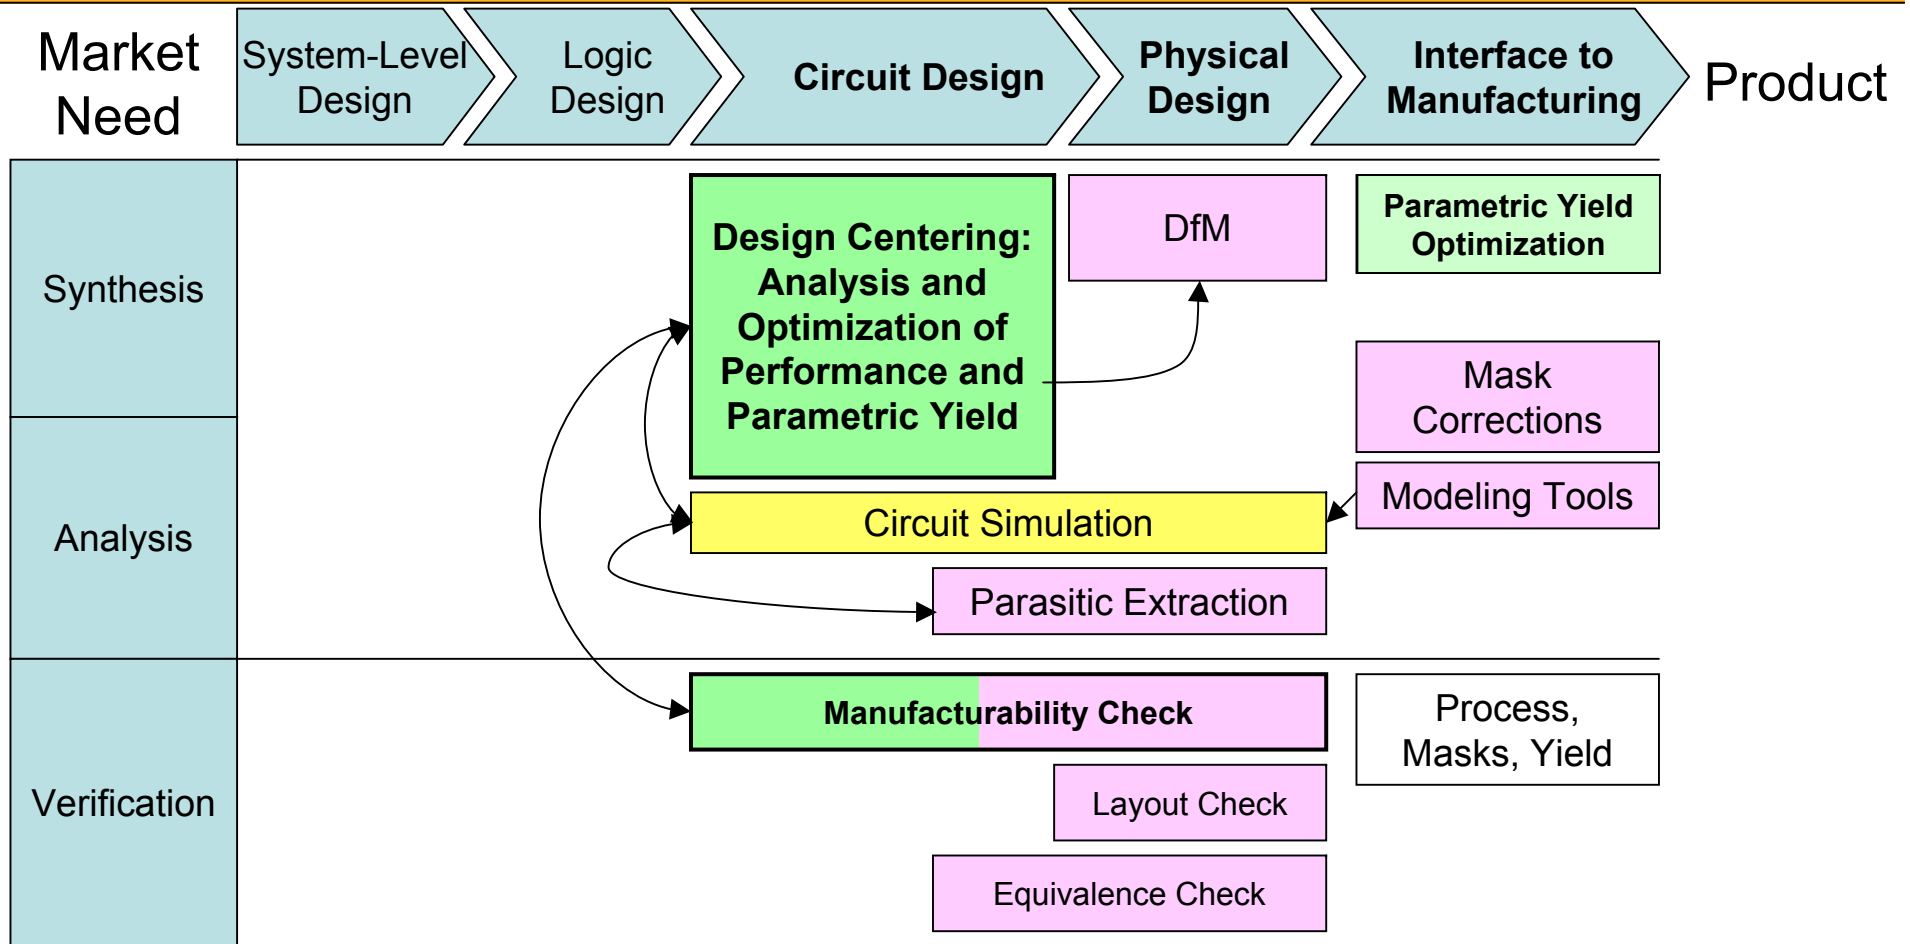 Market
Need
System-Level
Design
Logic
Design
Circuit Design
Physical
Design
Interface to
Manufacturing
Product
Synthesis
Design Centering:
Analysis and
Optimization of
Performance and
Parametric Yield
DfM
Parametric Yield
Optimization
Mask
Corrections
Analysis
Circuit Simulation
Modeling Tools
Parasitic Extraction
Verification
Manufacturability Check
Process,
Masks, Yield
Layout Check
Equivalence Check